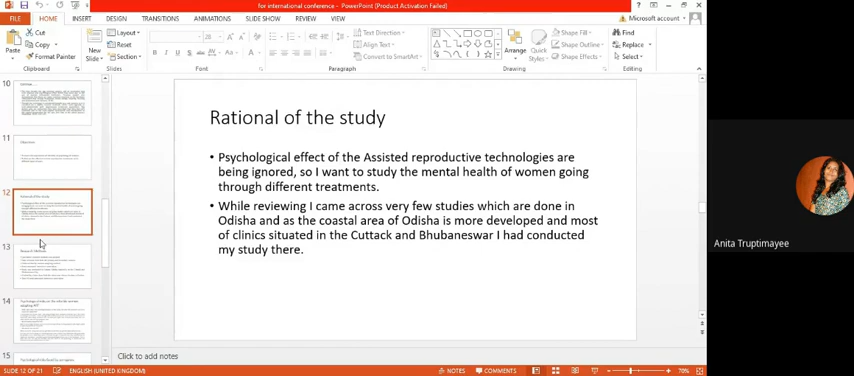 for international conference - PowerPoint (Product Activation Failed)
FILE HOME INSERT DESIGN TRANSITIONS ANIMATIONS SLIDE SHOW REVIEW VIEW Microsoft account
Cut
Copy
Format Painter
Paste
Clipboard
New
Slide
Layout
Reset
Section
Slides
Font
Paragraph
Text Direction
Align Text
Convert to SmartArt
Arrange
Quick
Styles
Shape Fill
Shape Outline
Shape Effects
Drawing
Find
Replace
Select
Editing
10
11
12
13
14
15
Rational of the study
• Psychological effect of the Assisted reproductive technologies are
being ignored, so I want to study the mental health of women going
through different treatments.
• While reviewing I came across very few studies which are done in
Odisha and as the coastal area of Odisha is more developed and most
of clinics situated in the Cuttack and Bhubaneswar I had conducted
my study there.
Click to add notes
SLIDE 12 OF 21 ENGLISH (UNITED KINGDOM) NOTES COMMENTS 70%
Anita Truptimayee